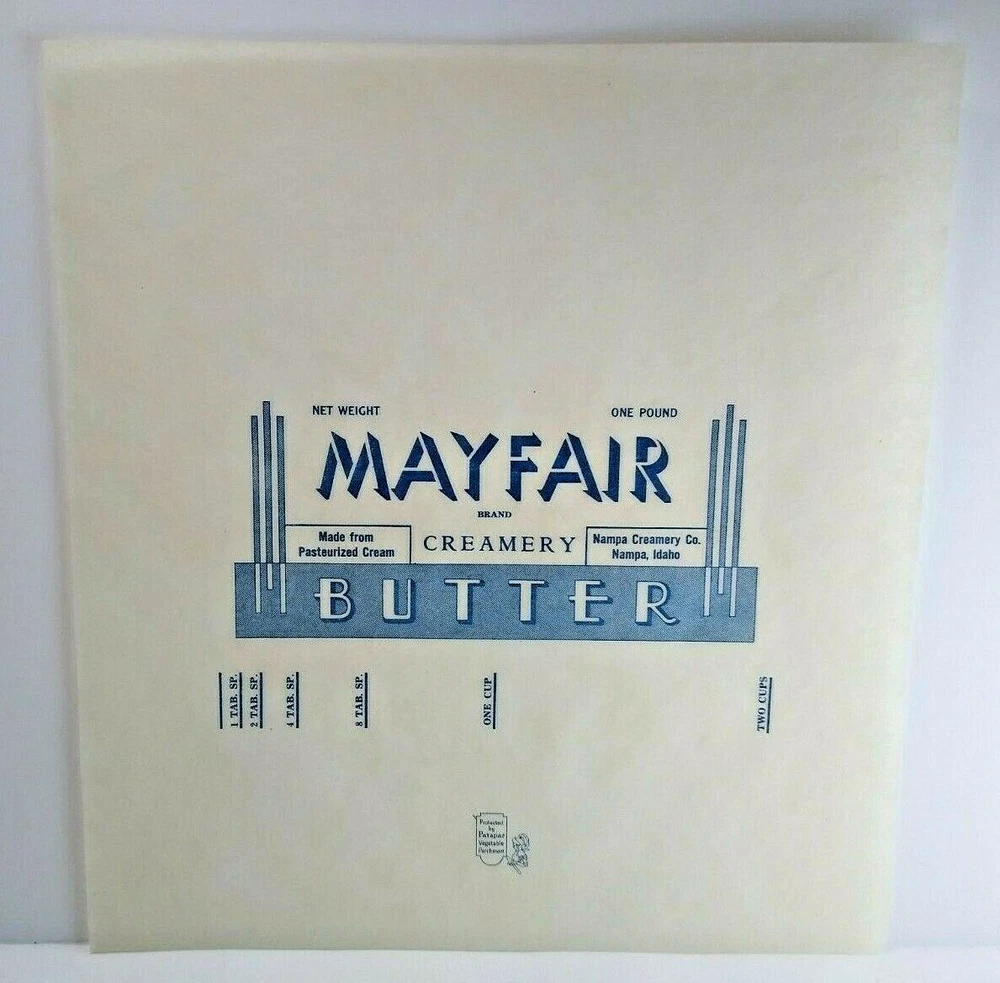 NET WEIGHT ONE POUND
MAYFAIR
BRAND
Made from
Pasteurized Cream
CREAMERY
Nampa Creamery Co.
Nampa, Idaho
BUTTER
1 TAB. SP.
2 TAB. SP.
4 TAB. SP.
8 TAB. SP.
ONE CUP
TWO CUPS
Protected
by
Patapar
Vegetable
Parchment